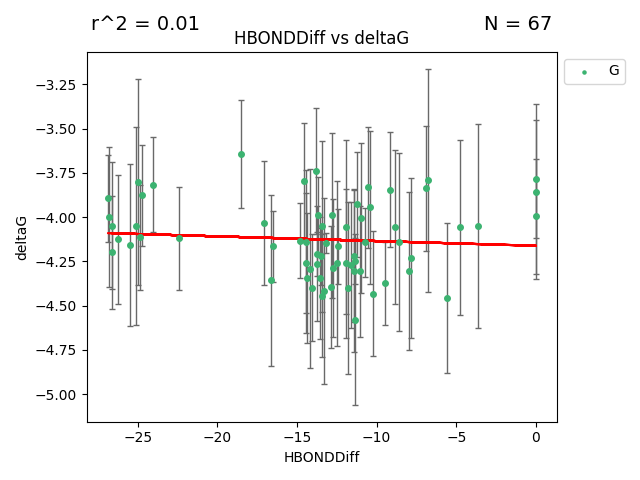 r^2 = 0.01
N = 67
HBONDDiff vs deltaG
G
−3.25
−3.50
−3.75
−4.00
−4.25
−4.50
−4.75
−5.00
deltaG
−25
−20
−15
−10
−5
0
HBONDDiff